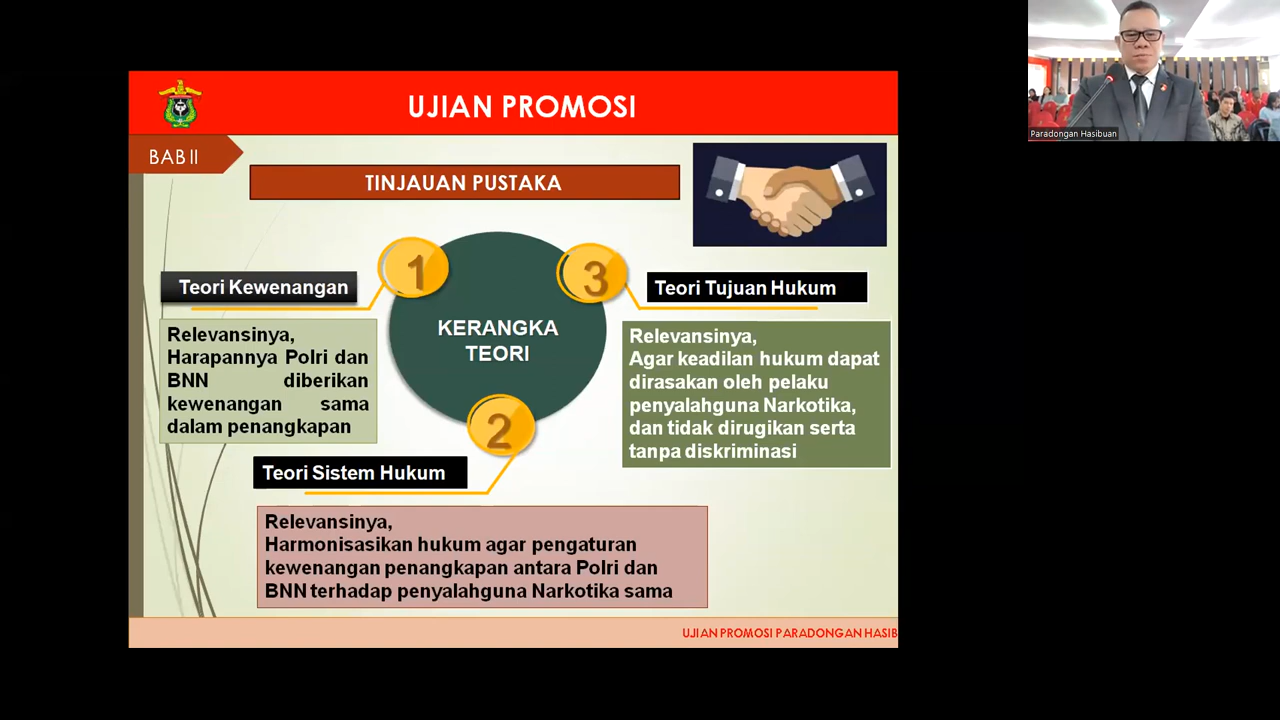 UJIAN PROMOSI
BAB II
TINJAUAN PUSTAKA
1
Teori Kewenangan
Relevansinya,
Harapannya Polri dan
BNN diberikan
kewenangan sama
dalam penangkapan
KERANGKA
TEORI
2
Teori Sistem Hukum
Relevansinya,
Harmonisasikan hukum agar pengaturan
kewenangan penangkapan antara Polri dan
BNN terhadap penyalahguna Narkotika sama
3
Teori Tujuan Hukum
Relevansinya,
Agar keadilan hukum dapat
dirasakan oleh pelaku
penyalahguna Narkotika,
dan tidak dirugikan serta
tanpa diskriminasi
UJIAN PROMOSI PARADONGAN HASIB
Paradongan Hasibuan